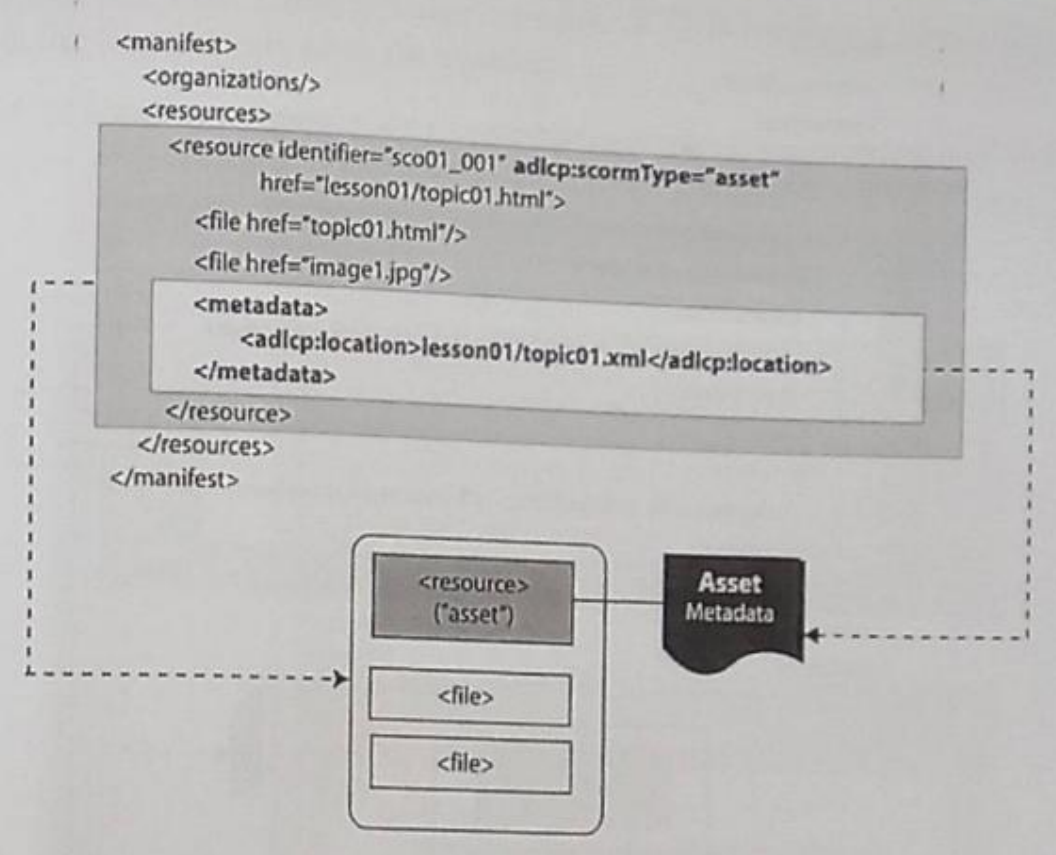 <manifest>
<organizations/>
<resources>
<resource identifier="sco01_001" adlcp:scormType="asset"
href="lesson01/topic01.html">
<file href="topic01.html"/>
<file href="image1.jpg"/>
<metadata>
<adlcp:location>lesson01/topic01.xml</adlcp:location>
</metadata>
</resource>
</resources>
</manifest>
<resource>
("asset")
Asset
Metadata
<file>
<file>